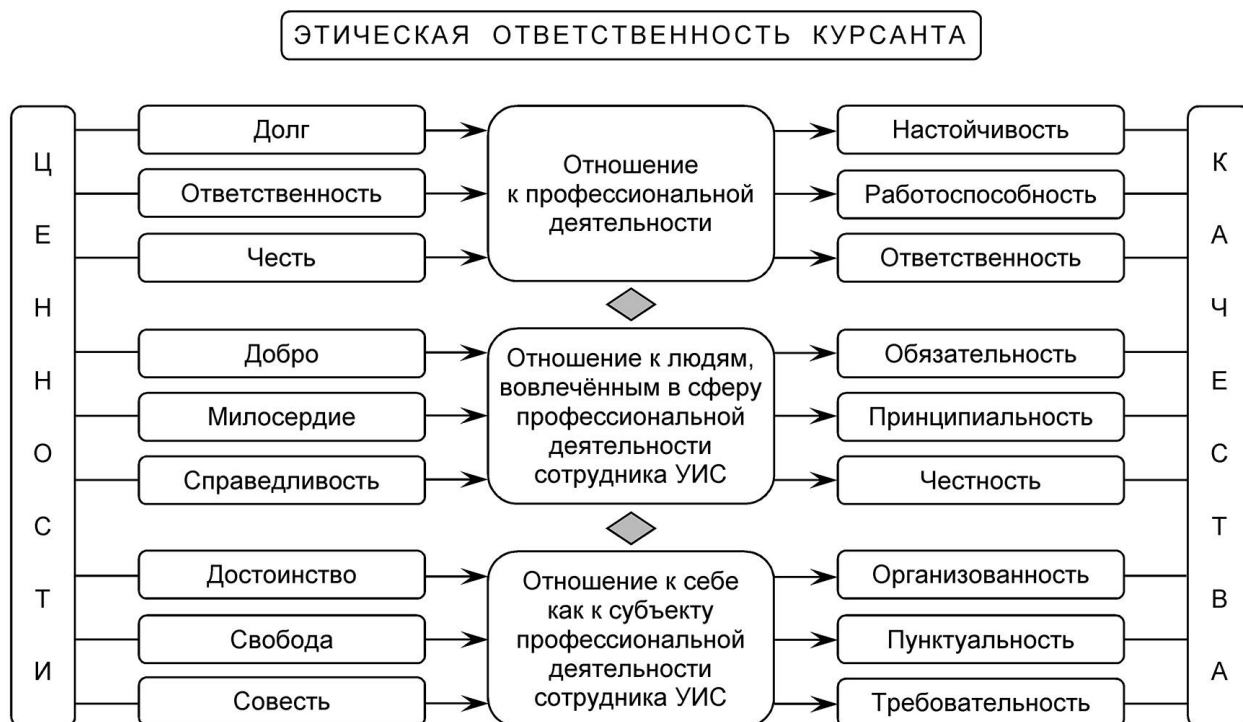 ЭТИЧЕСКАЯ ОТВЕТСТВЕННОСТЬ КУРСАНТА
ЦЕННОСТИ
Долг
Ответственность
Честь
Добро
Милосердие
Справедливость
Достоинство
Свобода
Совесть
Отношение
к профессиональной
деятельности
Отношение к людям,
вовлечённым в сферу
профессиональной
деятельности
сотрудника УИС
Отношение к себе
как к субъекту
профессиональной
деятельности
сотрудника УИС
Настойчивость
Работоспособность
Ответственность
Обязательность
Принципиальность
Честность
Организованность
Пунктуальность
Требовательность
КАЧЕСТВА